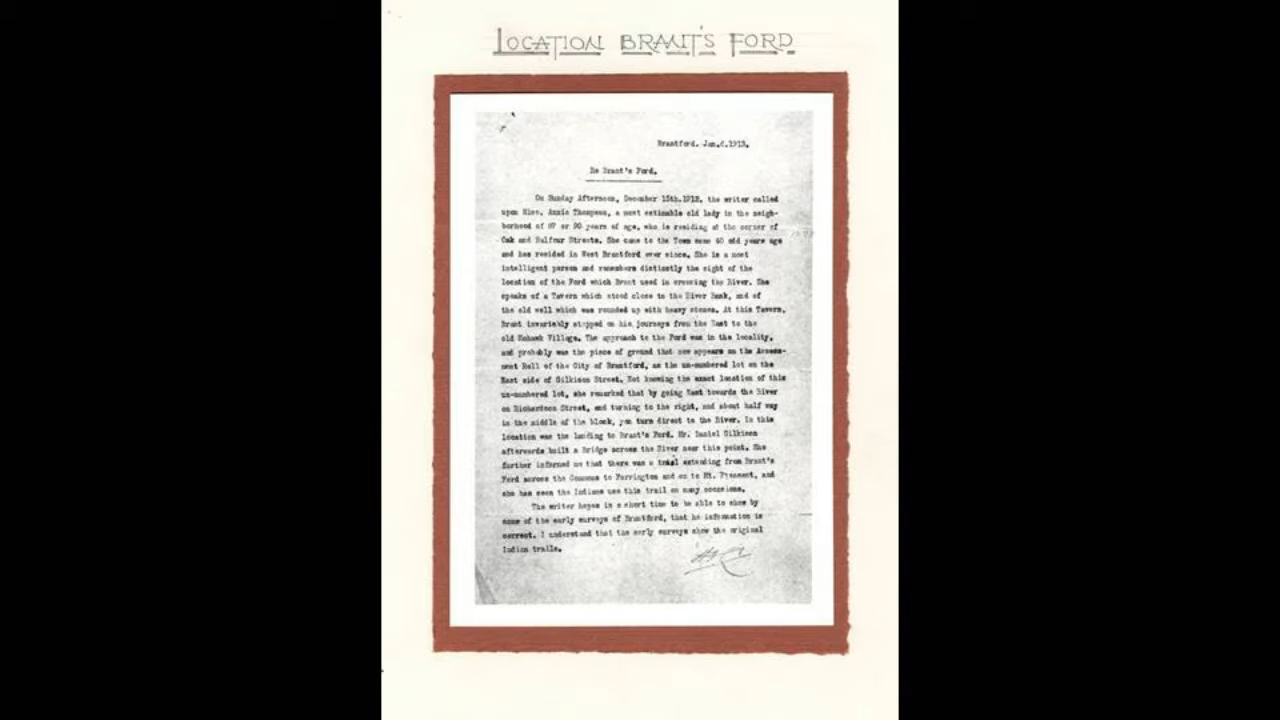 LOCATION BRANT'S FORD
Brantford. Jan.6.1913.
Re Brant's Ford.
On Sunday Afternoon, December 15th.1912, the writer called
upon Miss. Annie Thompson, a most estimable old lady in the neigh-
borhood of 87 or 90 years of age, who is residing at the corner of
Oak and Balfour Streets. She came to the Town some 60 odd years ago
and has resided in West Brantford ever since. She is a most
intelligent person and remembers distinctly the sight of the
location of the Ford which Brant used in crossing the River. She
speaks of a Tavern which stood close to the River Bank, and of
the old well which was rounded up with heavy stones. At this Tavern,
Brant invariably stopped on his journeys from the East to the
old Mohawk Village. The approach to the Ford was in the locality,
and probably was the piece of ground that now appears on the Assess-
ment Roll of the City of Brantford, as the un-numbered lot on the
East side of Gilkison Street. Not knowing the exact location of this
un-numbered lot, she remarked that by going East towards the River
on Richardson Street, and turning to the right, and about half way
in the middle of the block, you turn direct to the River. In this
location was the landing to Brant's Ford. Mr. Daniel Gilkison
afterwards built a Bridge across the River near this point. She
further informed me that there was a trail extending from Brant's
Ford across the Commons to Farrington and on to Mt. Pleasant, and
she has seen the Indians use this trail on many occasions.
The writer hopes in a short time to be able to show by
some of the early surveys of Brantford, that he information is
correct. I understand that the early surveys show the original
Indian trails.